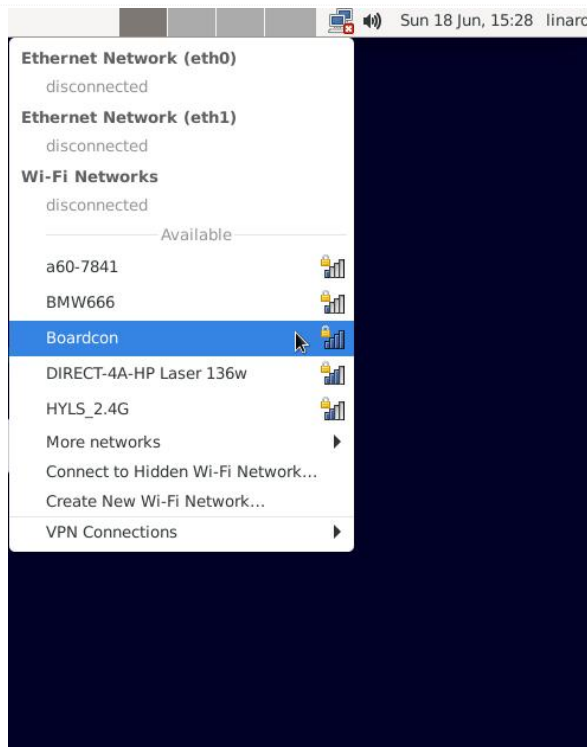 Sun 18 Jun, 15:28 linaro
Ethernet Network (eth0)
disconnected
Ethernet Network (eth1)
disconnected
Wi-Fi Networks
disconnected
Available
a60-7841
BMW666
Boardcon
DIRECT-4A-HP Laser 136w
HYLS_2.4G
More networks
Connect to Hidden Wi-Fi Network...
Create New Wi-Fi Network...
VPN Connections